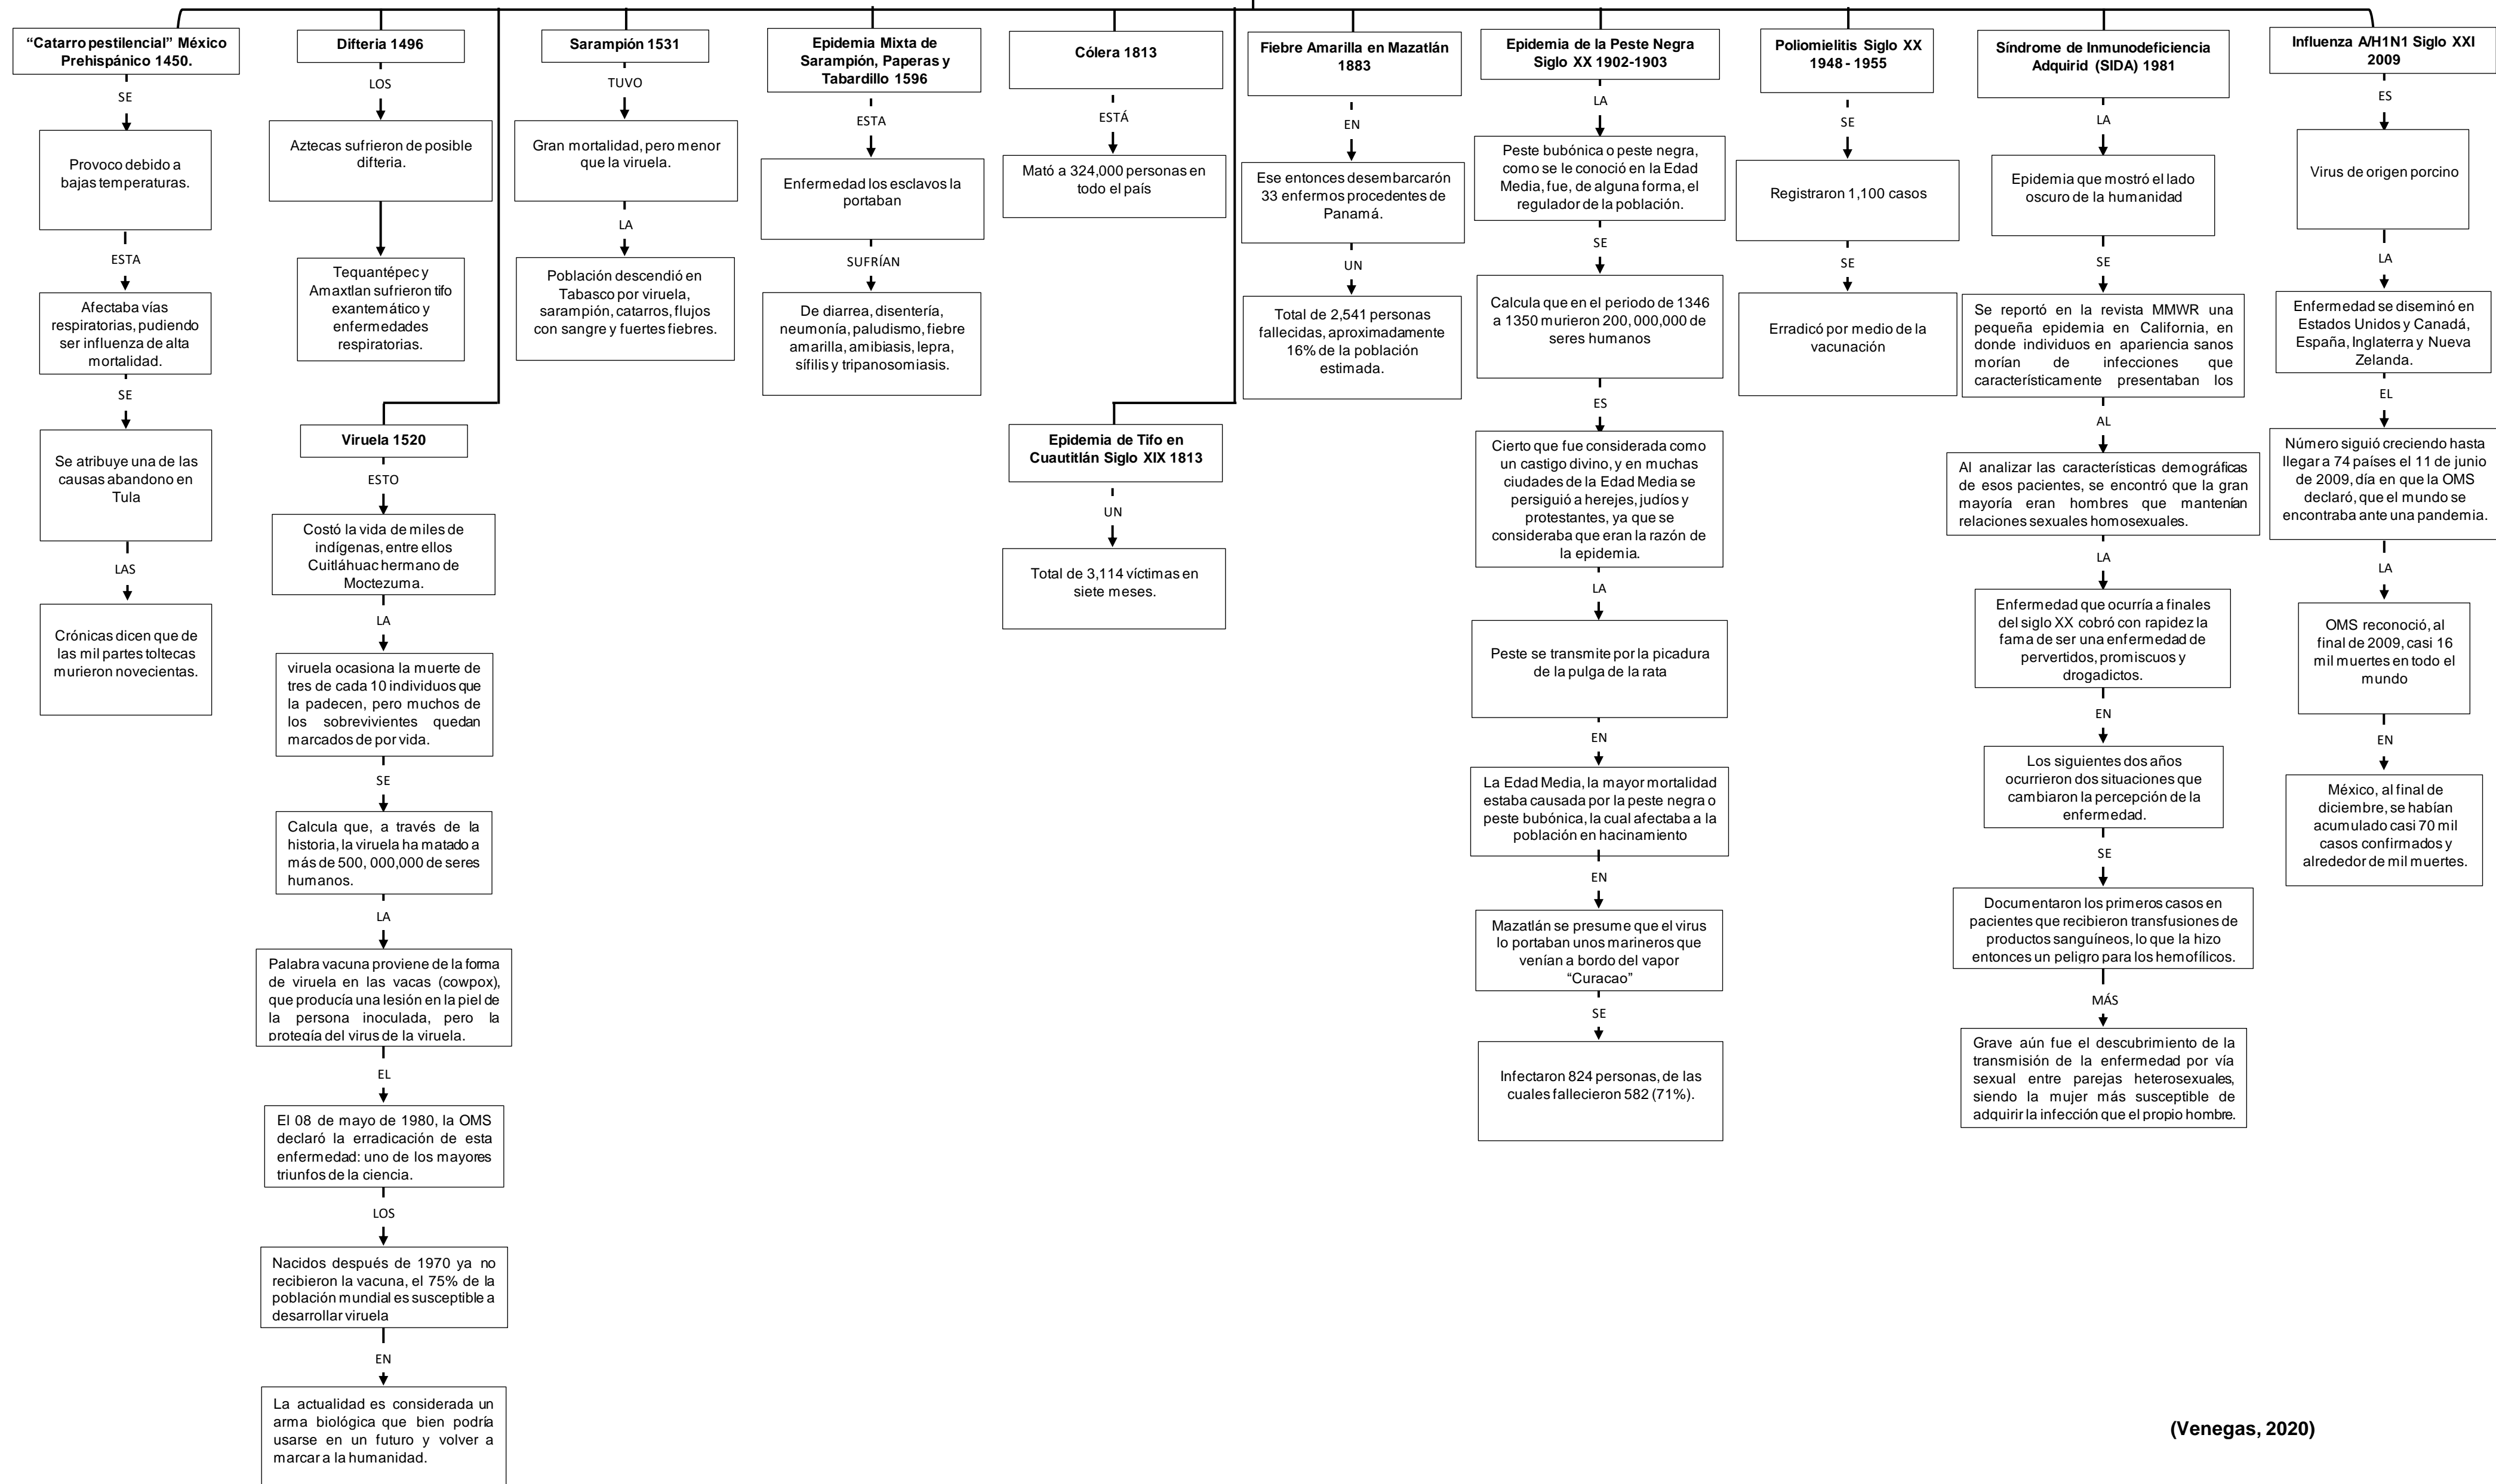 “Catarro pestilencial” México
Prehispánico 1450.
SE
Provoco debido a
bajas temperaturas.
ESTA
Afectaba vías
respiratorias, pudiendo
ser influenza de alta
mortalidad.
SE
Se atribuye una de las
causas abandono en
Tula
LAS
Crónicas dicen que de
las mil partes toltecas
murieron novecientas.
Difteria 1496
LOS
Aztecas sufrieron de posible
difteria.
Tequantépec y
Amaxtlan sufrieron tifo
exantemático y
enfermedades
respiratorias.
Viruela 1520
ESTO
Costó la vida de miles de
indígenas, entre ellos
Cuitláhuac hermano de
Moctezuma.
LA
viruela ocasiona la muerte de
tres de cada 10 individuos que
la padecen, pero muchos de
los sobrevivientes quedan
marcados de por vida.
SE
Calcula que, a través de la
historia, la viruela ha matado a
más de 500, 000,000 de seres
humanos.
LA
Palabra vacuna proviene de la forma
de viruela en las vacas (cowpox),
que producía una lesión en la piel de
la persona inoculada, pero la
protegía del virus de la viruela.
EL
El 08 de mayo de 1980, la OMS
declaró la erradicación de esta
enfermedad: uno de los mayores
triunfos de la ciencia.
LOS
Nacidos después de 1970 ya no
recibieron la vacuna, el 75% de la
población mundial es susceptible a
desarrollar viruela
EN
La actualidad es considerada un
arma biológica que bien podría
usarse en un futuro y volver a
marcar a la humanidad.
Sarampión 1531
TUVO
Gran mortalidad, pero menor
que la viruela.
LA
Población descendió en
Tabasco por viruela,
sarampión, catarros, flujos
con sangre y fuertes fiebres.
Epidemia Mixta de
Sarampión, Paperas y
Tabardillo 1596
ESTA
Enfermedad los esclavos la
portaban
SUFRÍAN
De diarrea, disentería,
neumonía, paludismo, fiebre
amarilla, amibiasis, lepra,
sífilis y tripanosomiasis.
Cólera 1813
ESTÁ
Mató a 324,000 personas en
todo el país
Epidemia de Tifo en
Cuautitlán Siglo XIX 1813
UN
Total de 3,114 víctimas en
siete meses.
Fiebre Amarilla en Mazatlán
1883
EN
Ese entonces desembarcarón
33 enfermos procedentes de
Panamá.
UN
Total de 2,541 personas
fallecidas, aproximadamente
16% de la población
estimada.
Epidemia de la Peste Negra
Siglo XX 1902-1903
LA
Peste bubónica o peste negra,
como se le conoció en la Edad
Media, fue, de alguna forma, el
regulador de la población.
SE
Calcula que en el periodo de 1346
a 1350 murieron 200, 000,000 de
seres humanos
ES
Cierto que fue considerada como
un castigo divino, y en muchas
ciudades de la Edad Media se
persiguió a herejes, judíos y
protestantes, ya que se
consideraba que eran la razón de
la epidemia.
LA
Peste se transmite por la picadura
de la pulga de la rata
EN
La Edad Media, la mayor mortalidad
estaba causada por la peste negra o
peste bubónica, la cual afectaba a la
población en hacinamiento
EN
Mazatlán se presume que el virus
lo portaban unos marineros que
venían a bordo del vapor
“Curacao”
SE
Infectaron 824 personas, de las
cuales fallecieron 582 (71%).
Poliomielitis Siglo XX
1948 - 1955
SE
Registraron 1,100 casos
SE
Erradicó por medio de la
vacunación
Síndrome de Inmunodeficiencia
Adquirid (SIDA) 1981
LA
Epidemia que mostró el lado
oscuro de la humanidad
SE
Se reportó en la revista MMWR una
pequeña epidemia en California, en
donde individuos en apariencia sanos
morían de infecciones que
característicamente presentaban los
AL
Al analizar las características demográficas
de esos pacientes, se encontró que la gran
mayoría eran hombres que mantenían
relaciones sexuales homosexuales.
LA
Enfermedad que ocurría a finales
del siglo XX cobró con rapidez la
fama de ser una enfermedad de
pervertidos, promiscuos y
drogadictos.
EN
Los siguientes dos años
ocurrieron dos situaciones que
cambiaron la percepción de la
enfermedad.
SE
Documentaron los primeros casos en
pacientes que recibieron transfusiones de
productos sanguíneos, lo que la hizo
entonces un peligro para los hemofílicos.
MÁS
Grave aún fue el descubrimiento de la
transmisión de la enfermedad por vía
sexual entre parejas heterosexuales,
siendo la mujer más susceptible de
adquirir la infección que el propio hombre.
Influenza A/H1N1 Siglo XXI
2009
ES
Virus de origen porcino
LA
Enfermedad se diseminó en
Estados Unidos y Canadá,
España, Inglaterra y Nueva
Zelanda.
EL
Número siguió creciendo hasta
llegar a 74 países el 11 de junio
de 2009, día en que la OMS
declaró, que el mundo se
encontraba ante una pandemia.
LA
OMS reconoció, al
final de 2009, casi 16
mil muertes en todo el
mundo
EN
México, al final de
diciembre, se habían
acumulado casi 70 mil
casos confirmados y
alrededor de mil muertes.
(Venegas, 2020)